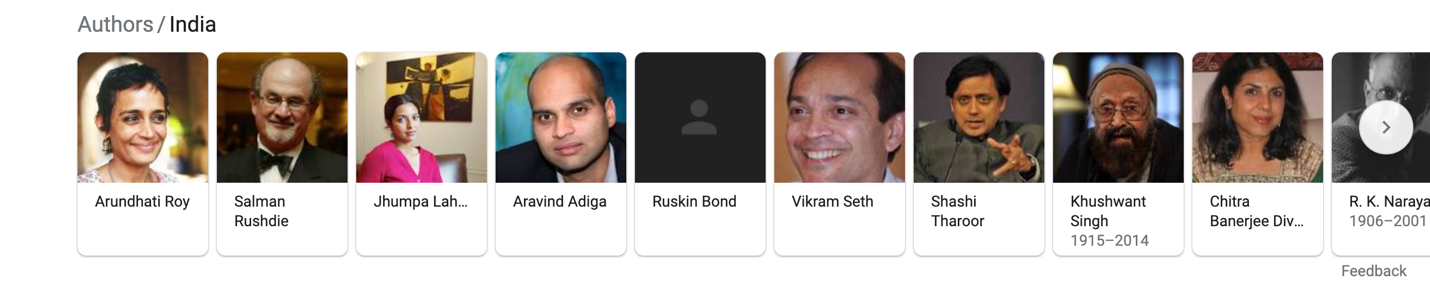 Authors / India
Arundhati Roy
Salman
Rushdie
Jhumpa Lah...
Aravind Adiga
Ruskin Bond
Vikram Seth
Shashi
Tharoor
Khushwant
Singh
1915–2014
Chitra
Banerjee Div...
R. K. Naraya
1906–2001
Feedback